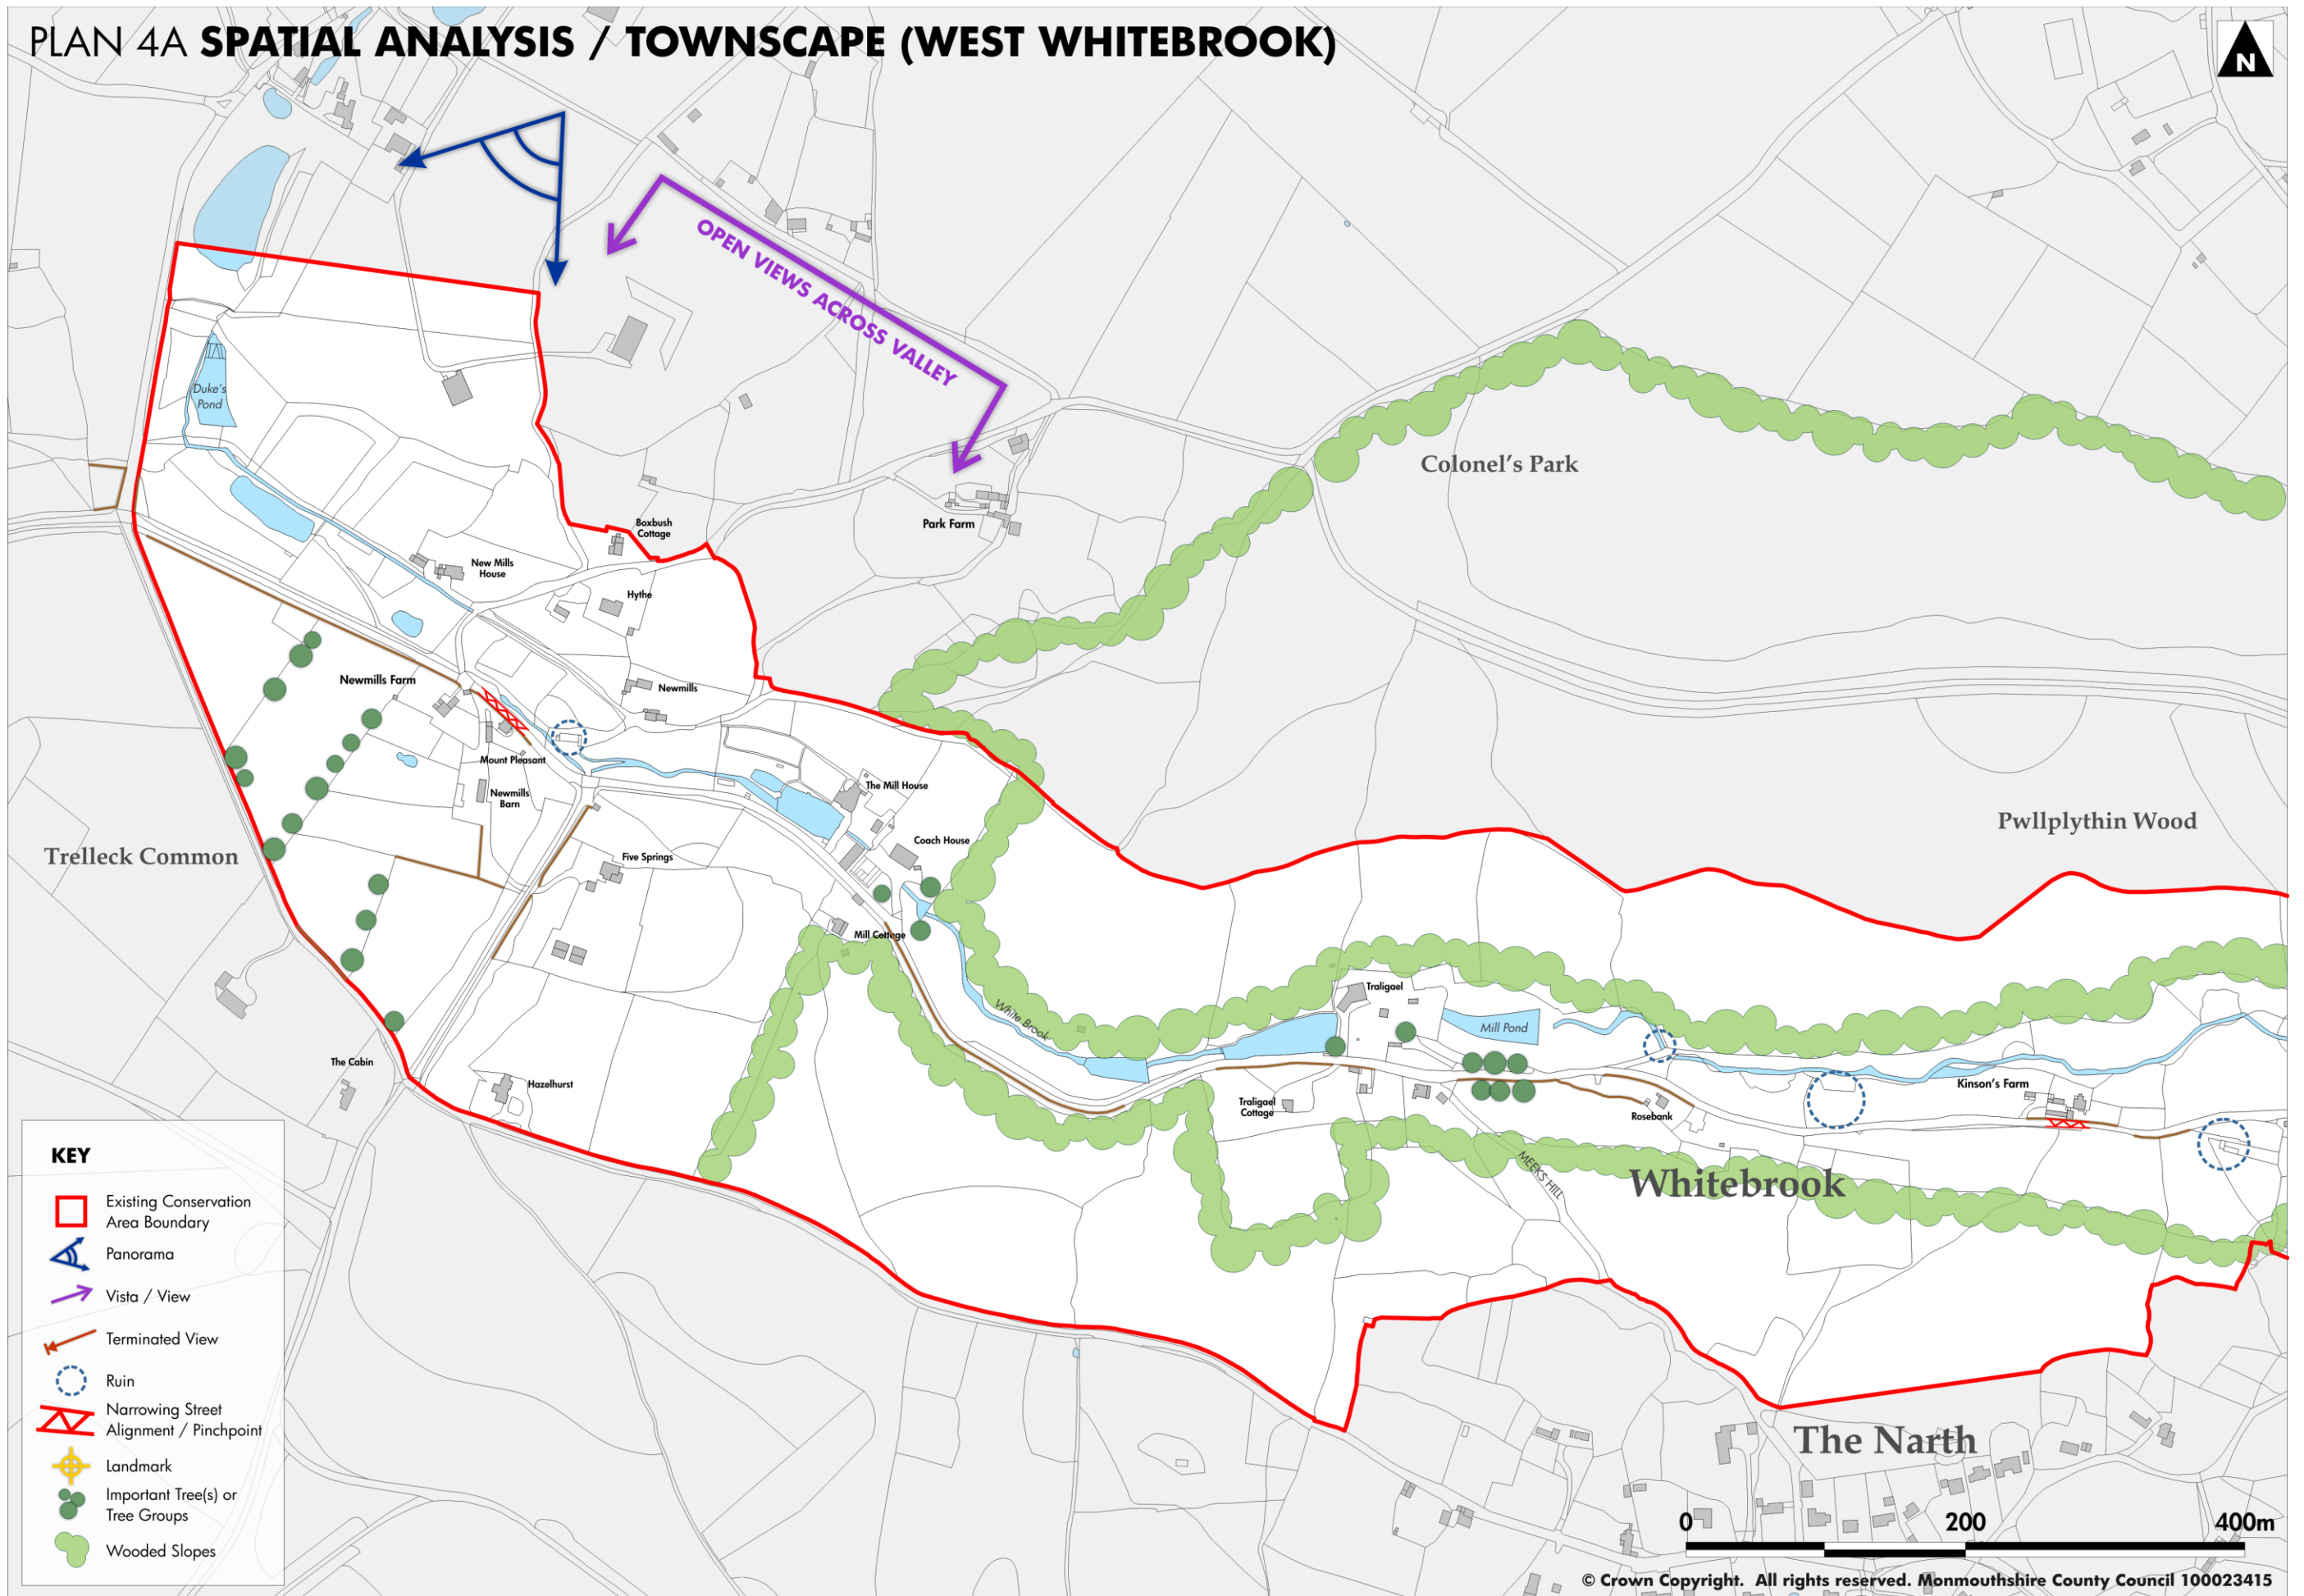 PLAN 4A SPATIAL ANALYSIS / TOWNSCAPE (WEST WHITEBROOK)
N
OPEN VIEWS ACROSS VALLEY
Duke's
Pond
Colonel's Park
Park Farm
Boxbush
Cottage
New Mills
House
Hythe
Newmills Farm
Newmills
Mount Pleasant
The Mill House
Newmills
Barn
Pwllplythin Wood
Coach House
Trelleck Common
Five Springs
Mill Cottage
Traligael
White Brook
Mill Pond
The Cabin
Hazelhurst
Kinson's Farm
Traligael
Cottage
Rosebank
MEEKS HILL
Whitebrook
The Narth
KEY
Existing Conservation
Area Boundary
Panorama
Vista / View
Terminated View
Ruin
Narrowing Street
Alignment / Pinchpoint
Landmark
Important Tree(s) or
Tree Groups
Wooded Slopes
0 200 400m
© Crown Copyright. All rights reserved. Monmouthshire County Council 100023415